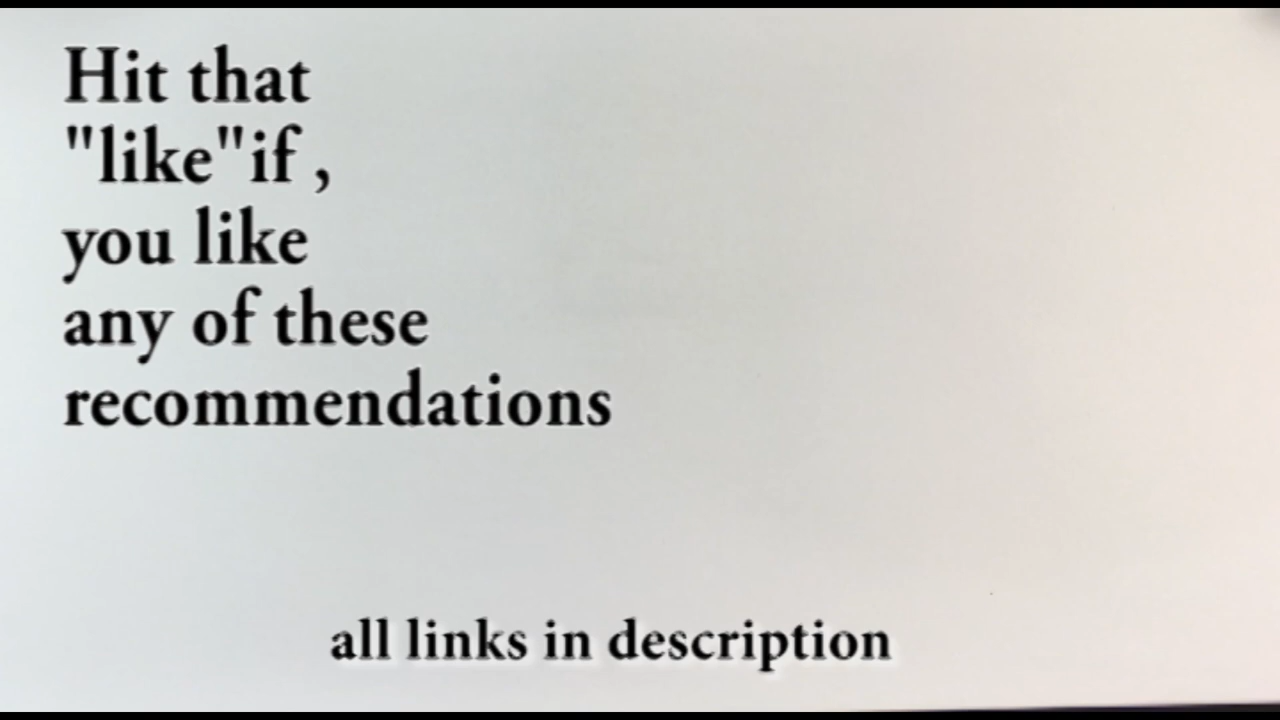 Hit that
"like"if ,
you like
any of these
recommendations
all links in description